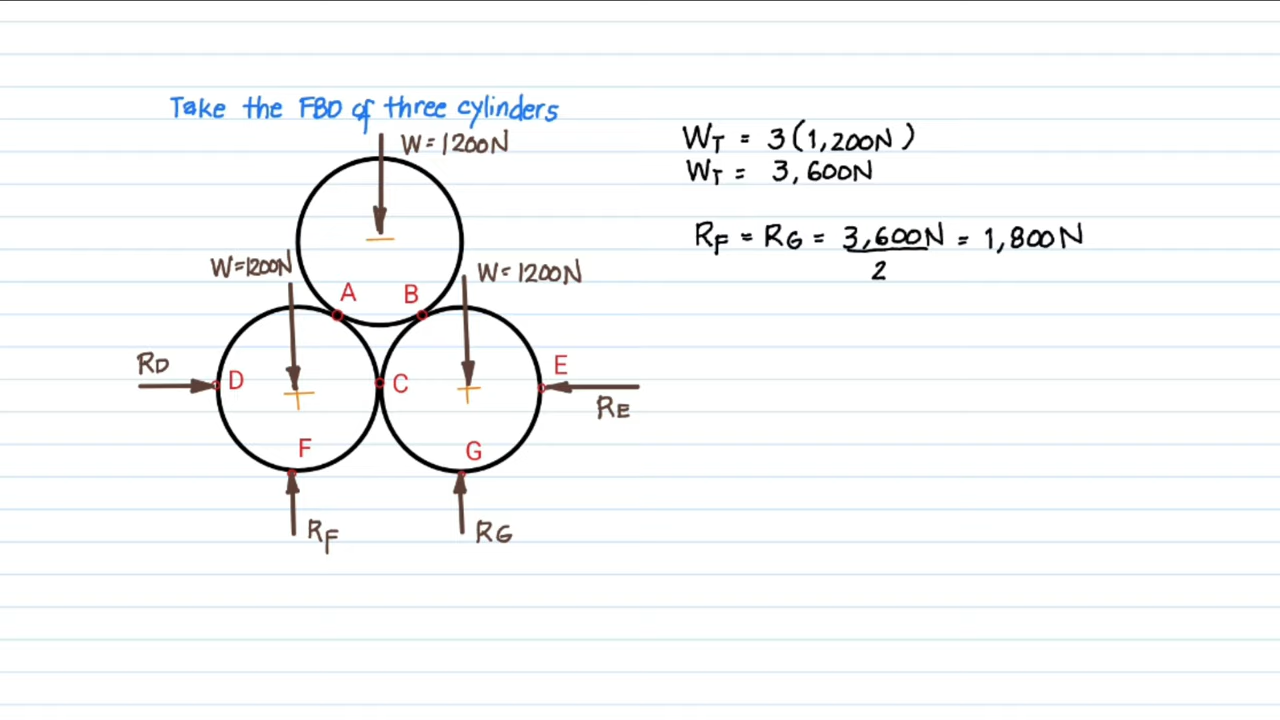 Take the FBD of three cylinders
W = 1200N
W=1200N
W= 1200N
A
B
RD
D
C
E
RE
F
G
RF
RG
WT = 3(1,200N)
WT = 3,600N
RF = RG = 3,600N = 1,800N
2